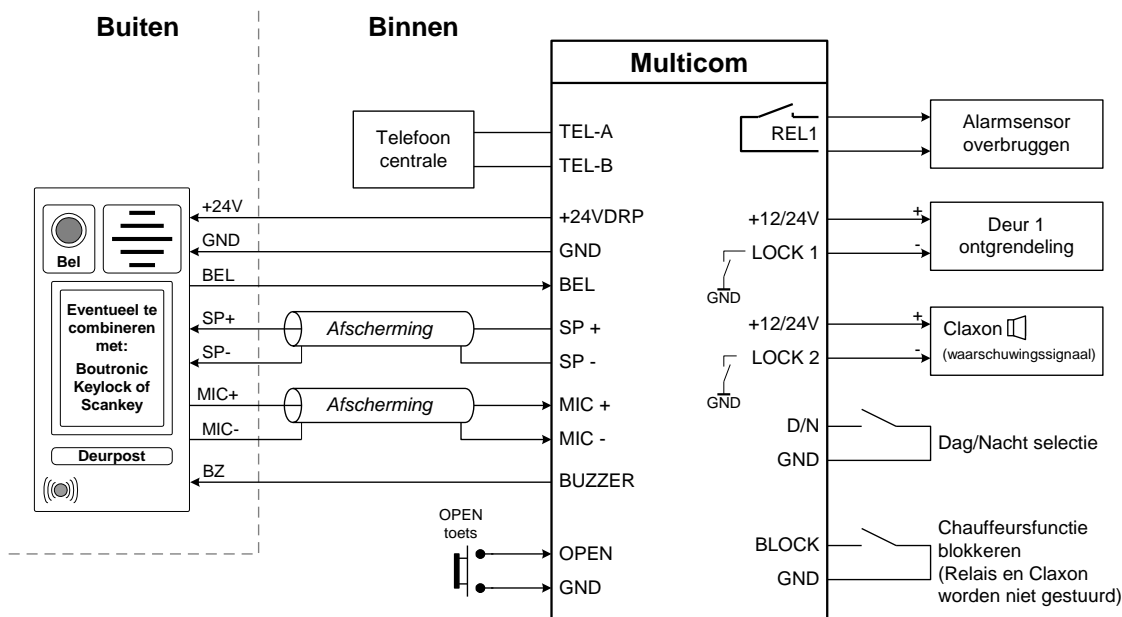 Buiten
Binnen
Multicom
Telefoon
centrale
TEL-A
TEL-B
REL1
Alarmsensor
overbruggen
+24V
+24VDRP
GND
GND
BEL
BEL
Bel
Eventueel te
combineren
met:
Boutronic
Keylock of
Scankey
Deurpost
SP+
Afscherming
SP +
SP-
SP -
MIC+
Afscherming
MIC +
MIC-
MIC -
BZ
BUZZER
OPEN
toets
OPEN
GND
+12/24V
+
LOCK 1
-
GND
Deur 1
ontgrendeling
+12/24V
+
LOCK 2
-
GND
Claxon
(waarschuwingssignaal)
D/N
GND
Dag/Nacht selectie
BLOCK
GND
Chauffeursfunctie
blokkeren
(Relais en Claxon
worden niet gestuurd)